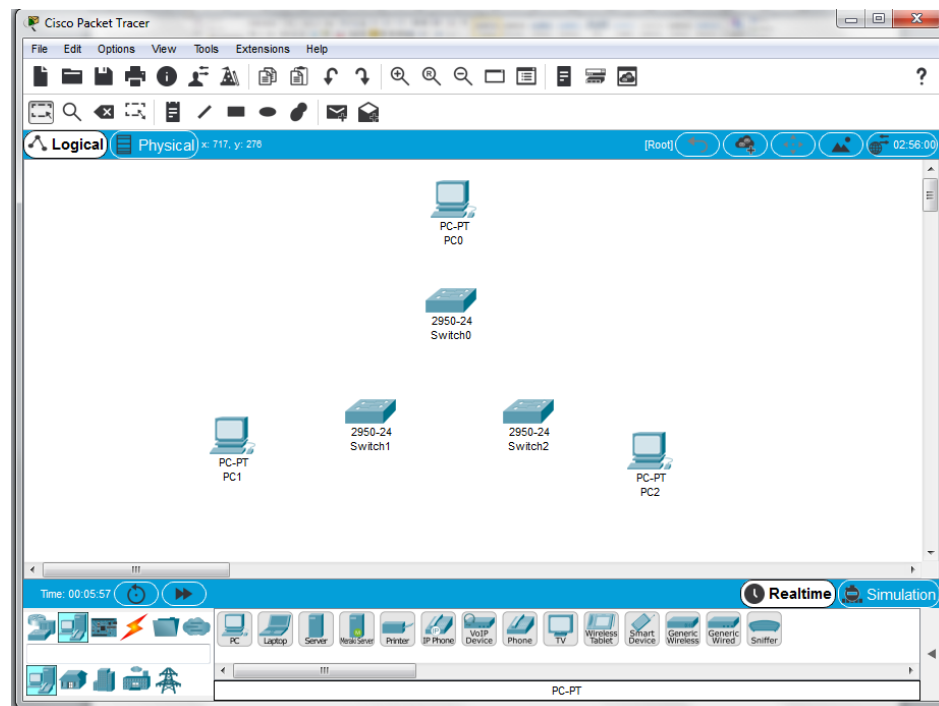 Cisco Packet Tracer
File Edit Options View Tools Extensions Help
?
Logical Physical x: 717, y: 276 [Root] 02:56:00
PC-PT
PC0
2950-24
Switch0
2950-24
Switch1
2950-24
Switch2
PC-PT
PC1
PC-PT
PC2
Time: 00:05:57 Realtime Simulation
PC Laptop Server Meraki Server Printer IP Phone VoIP Device Phone TV Wireless Tablet Smart Device Generic Wireless Generic Wired Sniffer
PC-PT